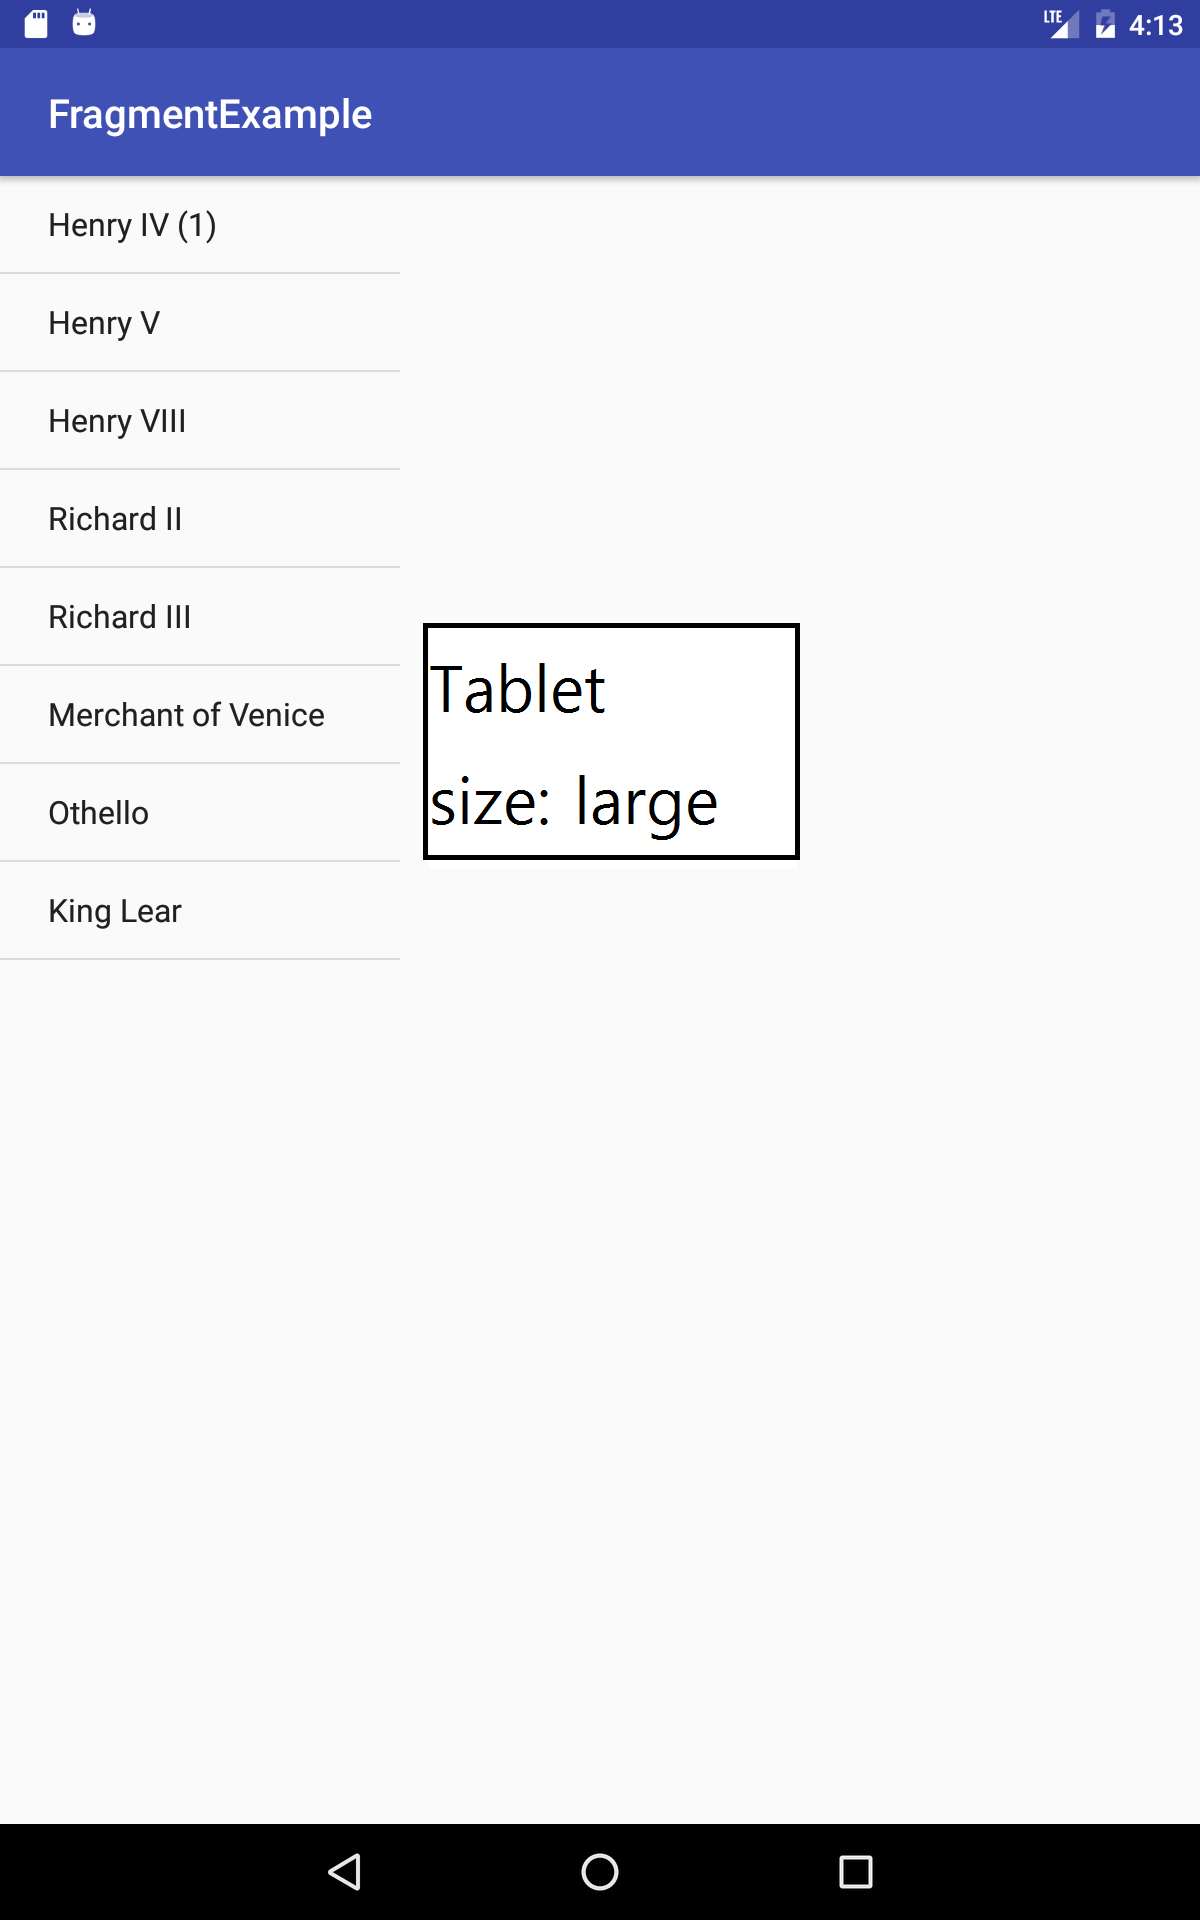 LTE 4:13
FragmentExample
Henry IV (1)
Henry V
Henry VIII
Richard II
Richard III
Merchant of Venice
Othello
King Lear
Tablet
size: large